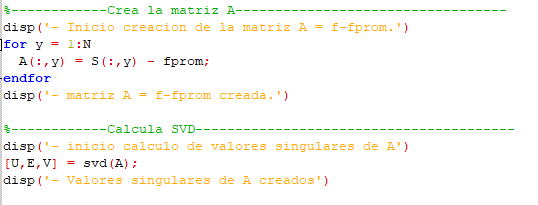 %------------Crea la matriz A----------------------------------
disp('- Inicio creacion de la matriz A = f-fprom.')
for y = 1:N
  A(:,y) = S(:,y) - fprom;
endfor
disp('- matriz A = f-fprom creada.')
%------------Calcula SVD----------------------------------------
disp('- inicio calculo de valores singulares de A')
[U,E,V] = svd(A);
disp('- Valores singulares de A creados')